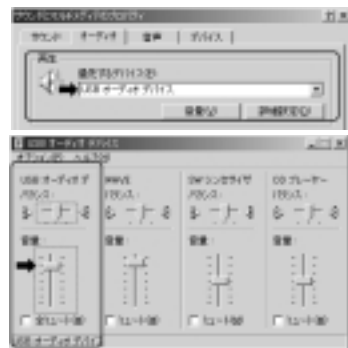 サウンドとマルチメディアのプロパティ
サウンド オーディオ 音声 デバイス
再生
優先するデバイス(P)
USB オーディオ デバイス
音量(V) 詳細設定(D)
USB オーディオ デバイス
オプション(P) ヘルプ(H)
USB オーディオ デ WAVE SW シンセサイザ CD プレーヤー
バランス: バランス: バランス: バランス:
音量: 音量: 音量: 音量:
全ミュート(M) ミュート(M) ミュート(M) ミュート(M)
USB オーディオ デバイス